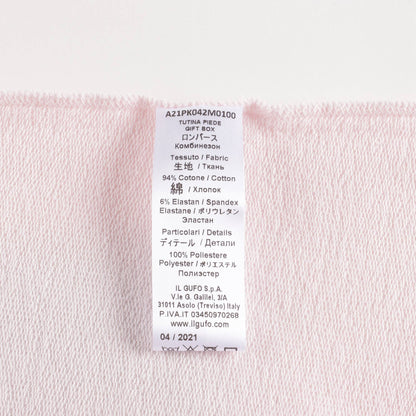 A21PK042M0100
TUTINA PIEDE
GIFT BOX
ロンパース
Комбинезон
Tessuto / Fabric
生地 / Ткань
94% Cotone / Cotton
綿 / Хлопок
6% Elastan / Spandex
Elastane / ポリウレタン
Эластан
Particolari / Details
ディテール / Детали
100% Poliestere
Polyester / ポリエステル
Полиэстер
IL GUFO S.p.A.
V.le G. Galilei, 3/A
31011 Asolo (Treviso) Italy
P.IVA.IT 03450970268
www.ilgufo.com
04 / 2021